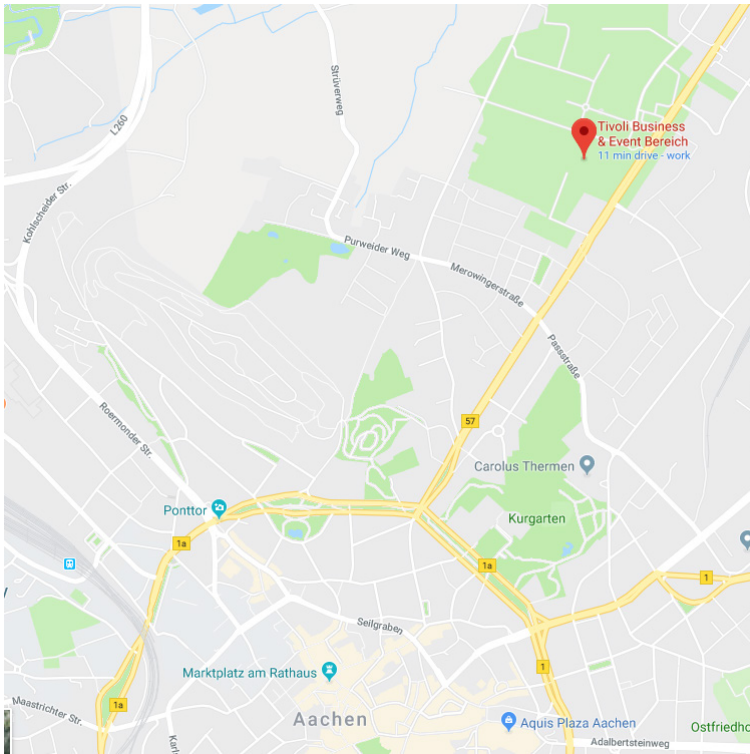 L260
Strüverweg
Tivoli Business
& Event Bereich
11 min drive - work
Kohlscheider Str.
Purweider Weg
Merowingerstraße
Passstraße
Roermonder Str.
57
Carolus Thermen
Ponttor
Kurgarten
1a
1a
1
Seilgraben
1
Marktplatz am Rathaus
1a
Maastrichter Str.
Aachen
Aquis Plaza Aachen
Adalbertsteinweg